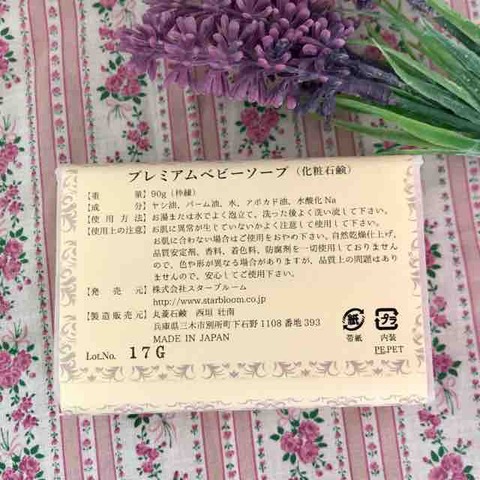 プレミアムベビーソープ（化粧石鹸）
【重　　量】90g（枠練）
【成　　分】ヤシ油、パーム油、水、アボカド油、水酸化Na
【使用方法】お湯または水でよく泡立て、洗った後よく洗い流して下さい。
【使用上の注意】お肌に異常が生じていないかよく注意して使用して下さい。
お肌に合わない場合はご使用をおやめ下さい。自然乾燥仕上げ。
品質安定剤、香料、着色料、防腐剤を一切使用しておりません
ので、色や形が異なる場合がありますが、品質上の問題はあり
ませんので、安心してご使用下さい。
【発　売　元】株式会社スターブルーム
http://www.starbloom.co.jp
【製造販売元】丸菱石鹸　西垣 壮南
兵庫県三木市別所町下石野1108番地393
MADE IN JAPAN
Lot.No. 17G
紙
帯紙
プラ
内装
PE,PET